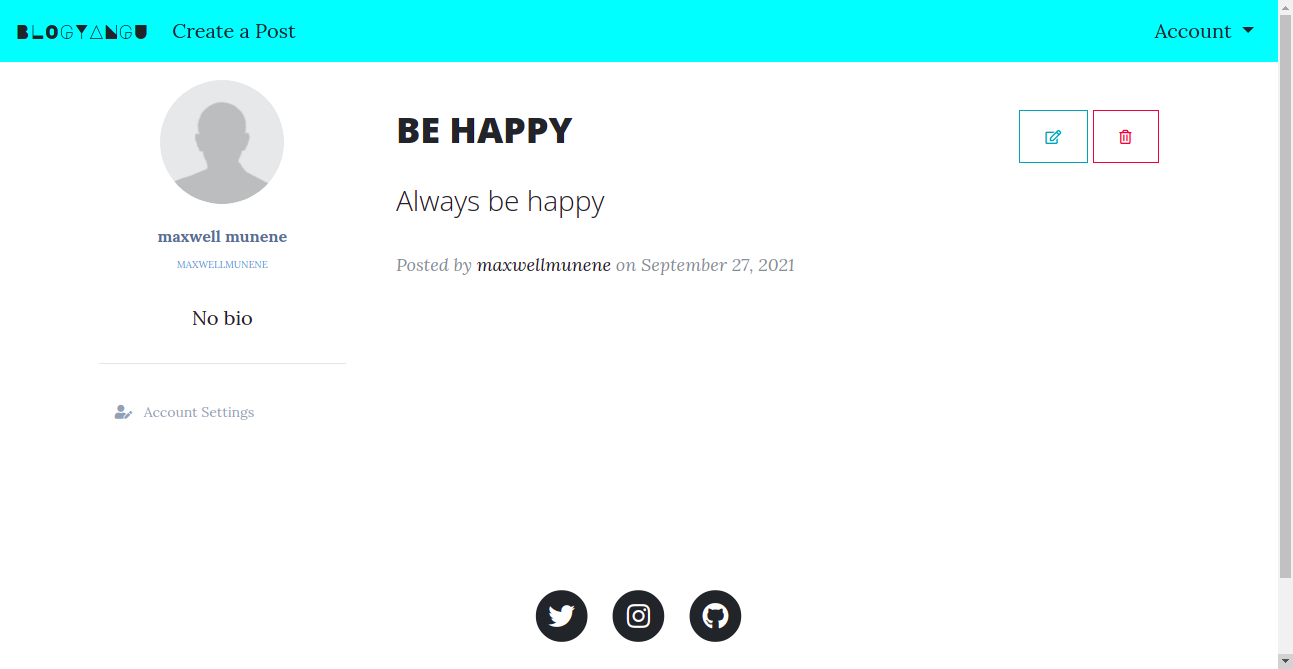 BLOGYANGU Create a Post Account
maxwell munene
MAXWELLMUNENE
No bio
Account Settings
BE HAPPY
Always be happy
Posted by maxwellmunene on September 27, 2021